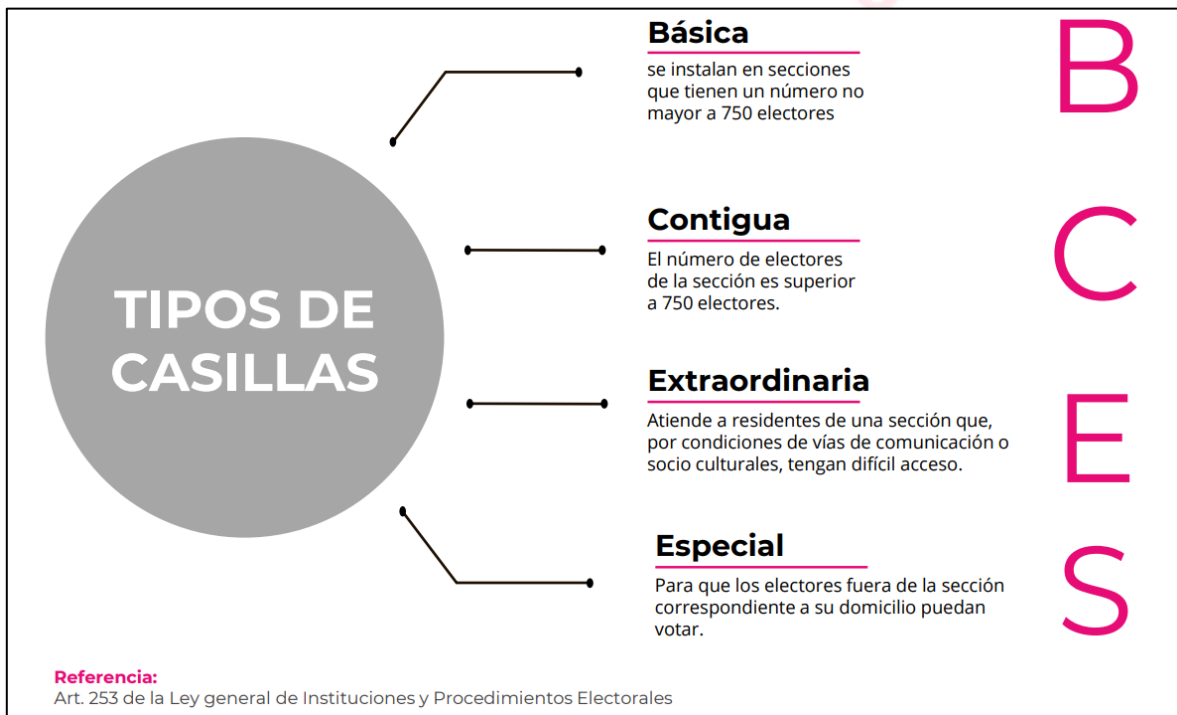 TIPOS DE
CASILLAS
Básica
se instalan en secciones
que tienen un número no
mayor a 750 electores
B
Contigua
El número de electores
de la sección es superior
a 750 electores.
C
Extraordinaria
Atiende a residentes de una sección que,
por condiciones de vías de comunicación o
socio culturales, tengan difícil acceso.
E
Especial
Para que los electores fuera de la sección
correspondiente a su domicilio puedan
votar.
S
Referencia:
Art. 253 de la Ley general de Instituciones y Procedimientos Electorales